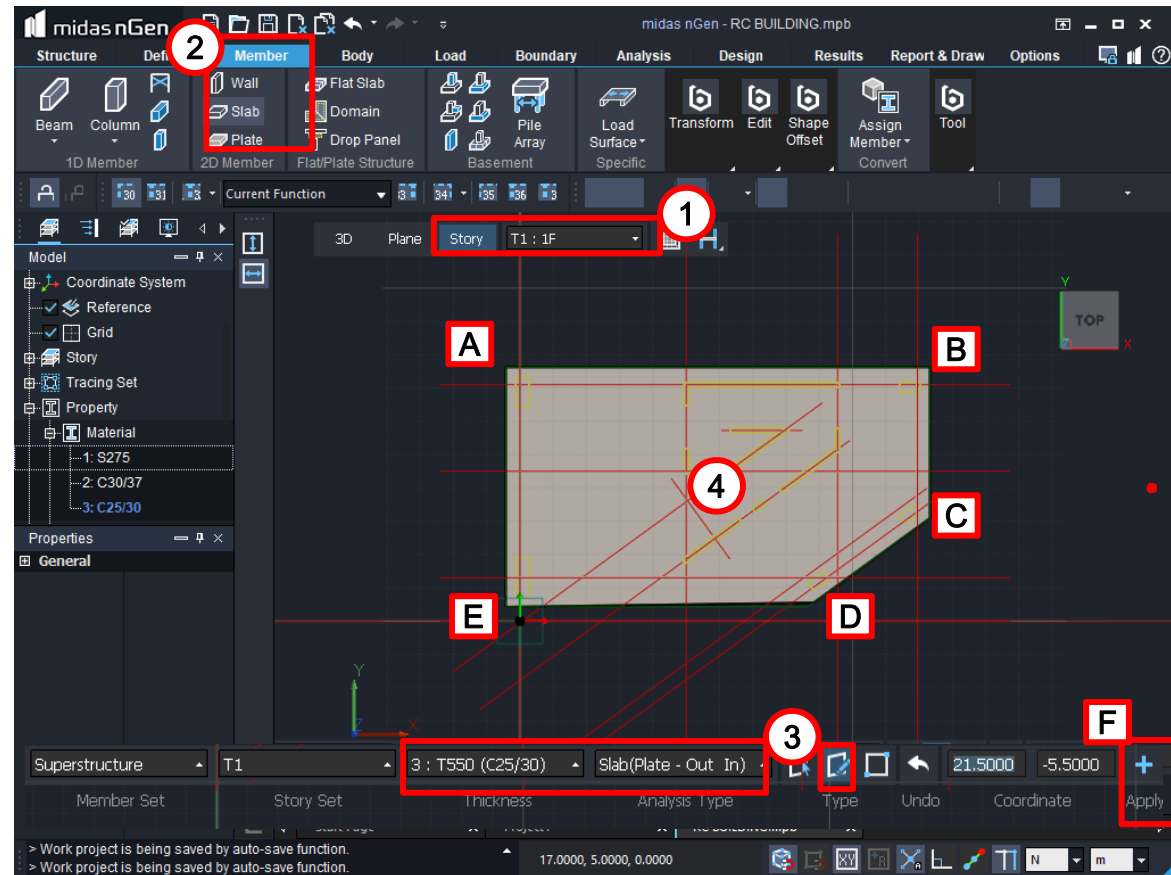 midas nGen
midas nGen - RC BUILDING.mpb
2
Structure
Member
Body
Load
Boundary
Analysis
Design
Results
Report & Draw
Options
Beam
Column
Wall
Slab
Plate
Flat Slab
Domain
Drop Panel
Pile
Array
Load
Surface
Transform
Edit
Shape
Offset
Assign
Member
Tool
1D Member
2D Member
Flat/Plate Structure
Basement
Specific
Convert
Current Function
1
3D
Plane
Story
T1 : 1F
Model
Coordinate System
Reference
Grid
Story
Tracing Set
Property
Material
1: S275
2: C30/37
3: C25/30
Properties
General
Y
TOP
Z
X
A
B
4
C
E
D
Y
Z
X
F
3
Superstructure
T1
3 : T550 (C25/30)
Slab(Plate - Out In)
21.5000
-5.5000
Member Set
Story Set
Thickness
Analysis Type
Type
Undo
Coordinate
Apply
> Work project is being saved by auto-save function.
> Work project is being saved by auto-save function.
17.0000, 5.0000, 0.0000
N
m